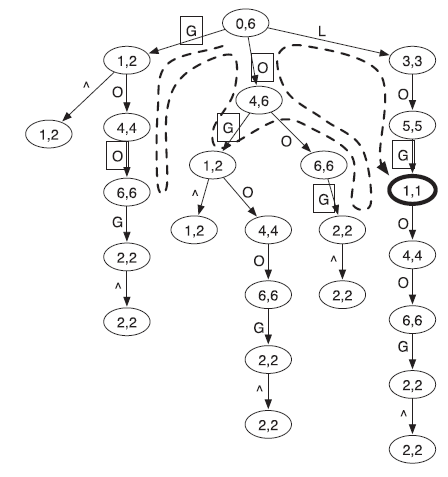 0,6
G L
O
1,2 3,3
^ O 4,6 O
1,2 4,4 G O 5,5
O 1,2 6,6 G
6,6 ^ O G 1,1
G 1,2 4,4 2,2 O
2,2 O ^ 4,4
^ 6,6 2,2 O
2,2 G 6,6
2,2 G
^ 2,2
2,2 ^
2,2